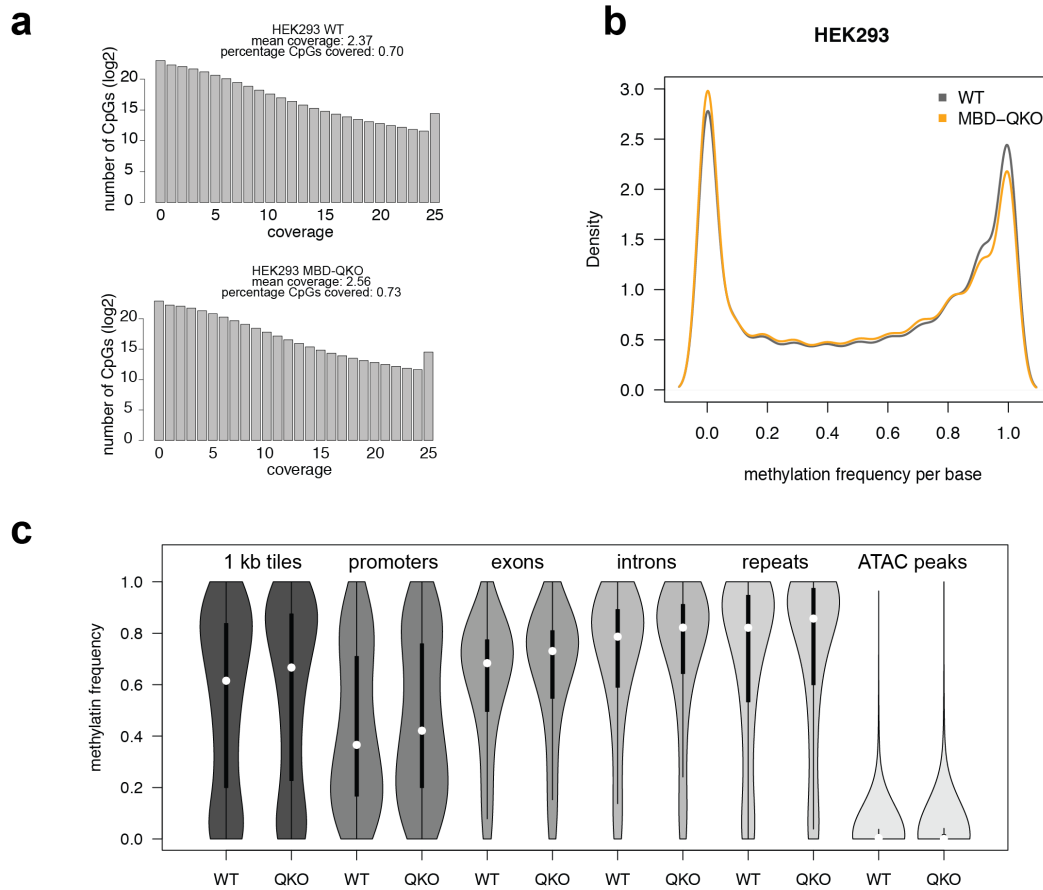 a
HEK293 WT
mean coverage: 2.37
percentage CpGs covered: 0.70
number of CpGs (log2)
20
15
10
5
0
0 5 10 15 20 25
coverage
HEK293 MBD-QKO
mean coverage: 2.56
percentage CpGs covered: 0.73
number of CpGs (log2)
20
15
10
5
0
0 5 10 15 20 25
coverage
b
HEK293
WT
MBD−QKO
Density
3.0
2.5
2.0
1.5
1.0
0.5
0.0
0.0 0.2 0.4 0.6 0.8 1.0
methylation frequency per base
c
1 kb tiles promoters exons introns repeats ATAC peaks
methylatin frequency
1.0
0.8
0.6
0.4
0.2
0.0
WT QKO WT QKO WT QKO WT QKO WT QKO WT QKO